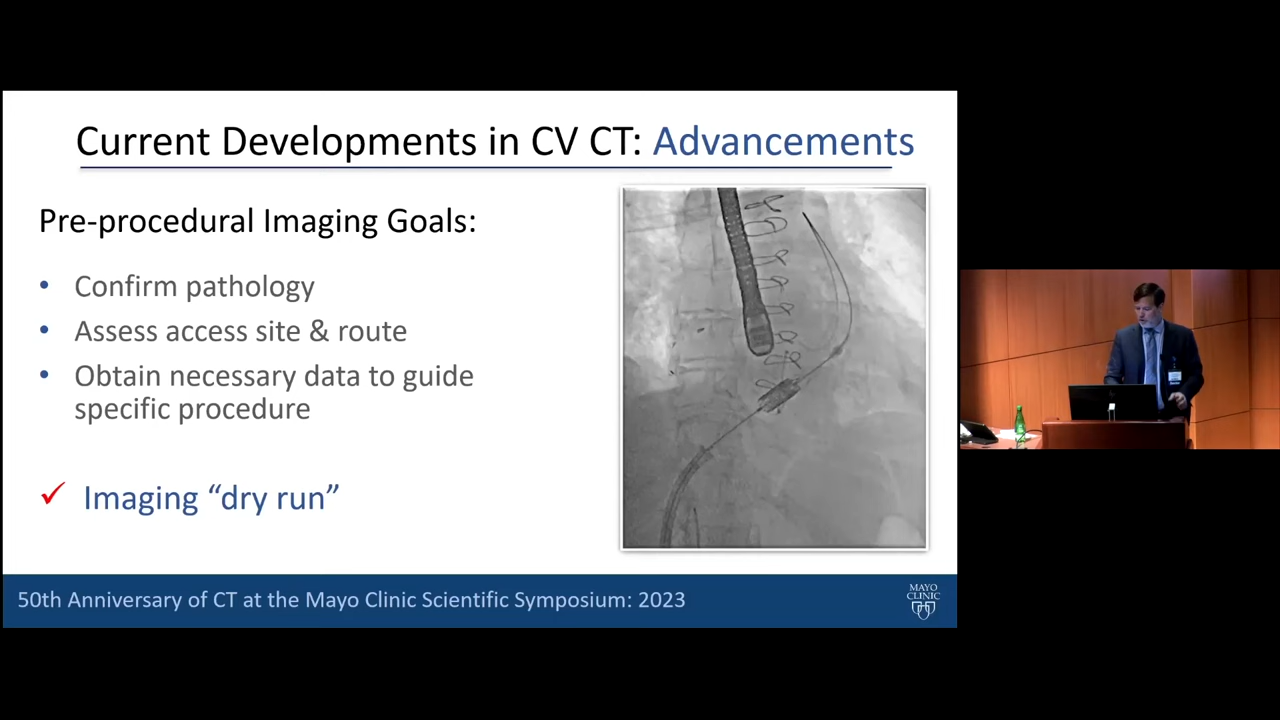 Current Developments in CV CT: Advancements
Pre-procedural Imaging Goals:
• Confirm pathology
• Assess access site & route
• Obtain necessary data to guide
specific procedure
✓ Imaging “dry run”
50th Anniversary of CT at the Mayo Clinic Scientific Symposium: 2023
MAYO
CLINIC